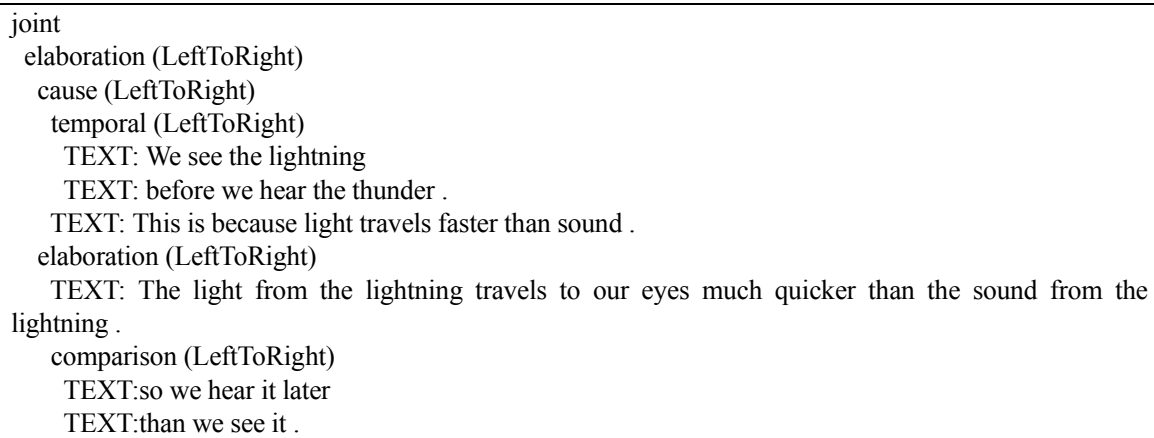 joint
elaboration (LeftToRight)
cause (LeftToRight)
temporal (LeftToRight)
TEXT: We see the lightning
TEXT: before we hear the thunder .
TEXT: This is because light travels faster than sound .
elaboration (LeftToRight)
TEXT: The light from the lightning travels to our eyes much quicker than the sound from the
lightning .
comparison (LeftToRight)
TEXT:so we hear it later
TEXT:than we see it .